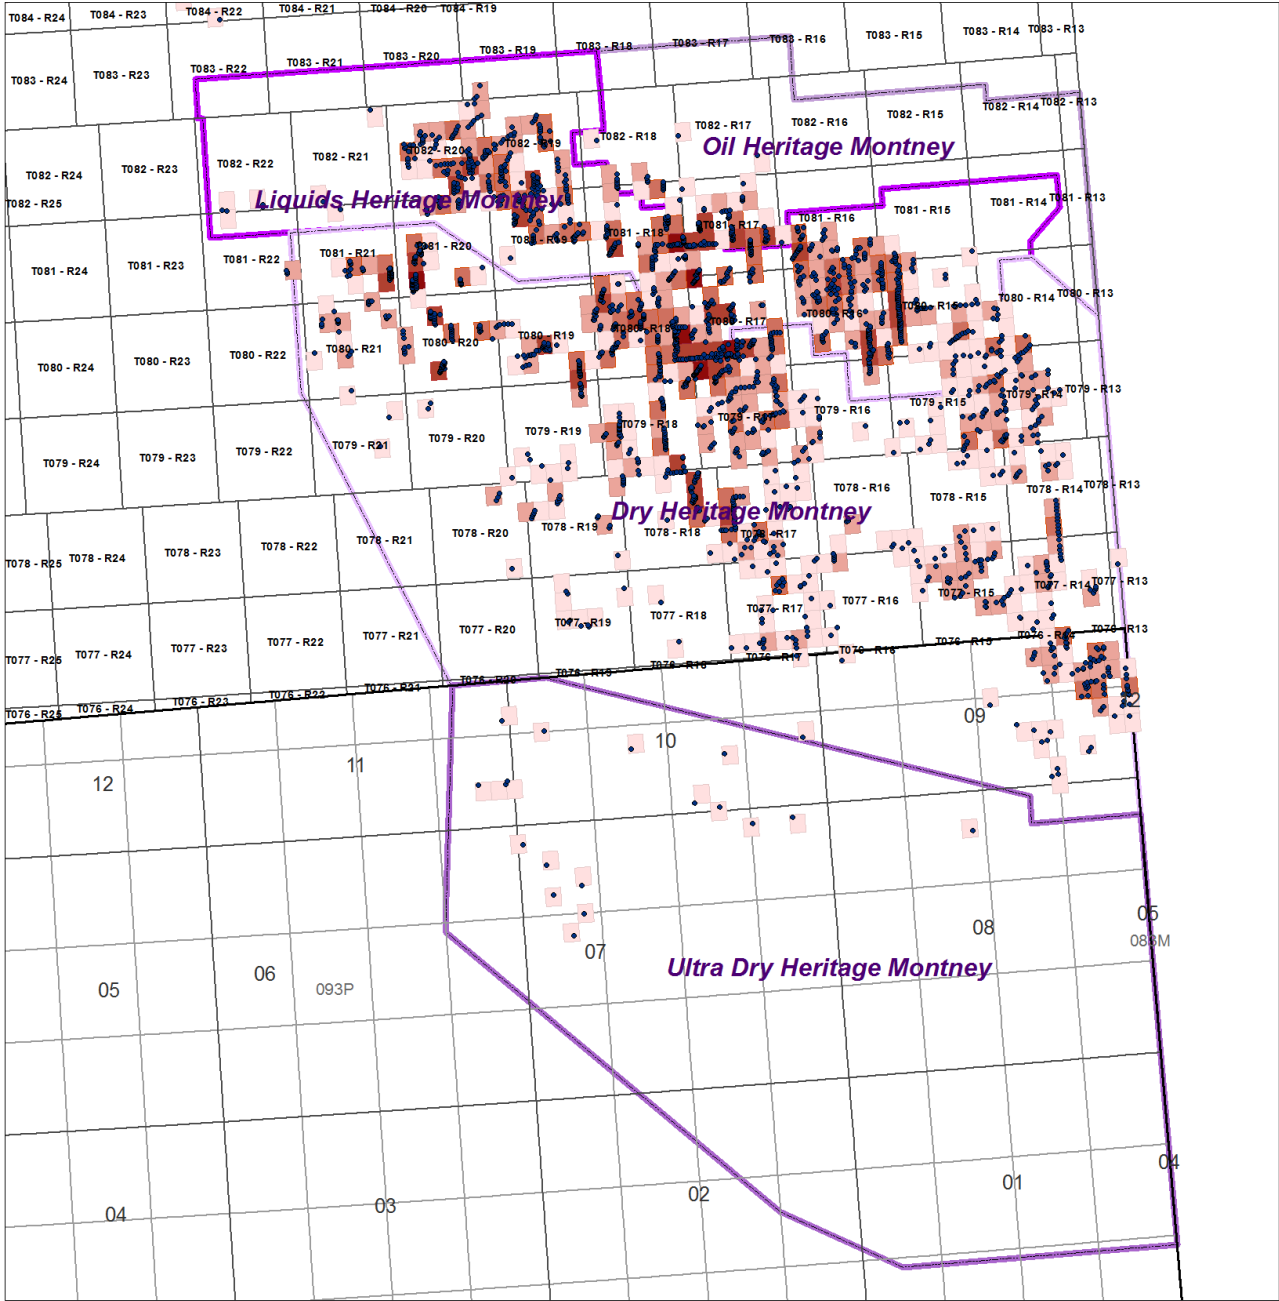 T084 - R24
T084 - R23
T084 - R22
T084 - R21
T084 - R20
T084 - R19
T083 - R24
T083 - R23
T083 - R22
T083 - R21
T083 - R20
T083 - R19
T083 - R18
T083 - R17
T083 - R16
T083 - R15
T083 - R14
T083 - R13
T082 - R25
T082 - R24
T082 - R23
T082 - R22
T082 - R21
T082 - R20
T082 - R19
T082 - R18
T082 - R17
T082 - R16
T082 - R15
T082 - R14
T082 - R13
Oil Heritage Montney
Liquids Heritage Montney
T081 - R24
T081 - R23
T081 - R22
T081 - R21
T081 - R20
T081 - R19
T081 - R18
T081 - R17
T081 - R16
T081 - R15
T081 - R14
T081 - R13
T080 - R24
T080 - R23
T080 - R22
T080 - R21
T080 - R20
T080 - R19
T080 - R18
T080 - R17
T080 - R16
T080 - R15
T080 - R14
T080 - R13
T079 - R24
T079 - R23
T079 - R22
T079 - R21
T079 - R20
T079 - R19
T079 - R18
T079 - R17
T079 - R16
T079 - R15
T079 - R14
T079 - R13
Dry Heritage Montney
T078 - R25
T078 - R24
T078 - R23
T078 - R22
T078 - R21
T078 - R20
T078 - R19
T078 - R18
T078 - R17
T078 - R16
T078 - R15
T078 - R14
T078 - R13
T077 - R25
T077 - R24
T077 - R23
T077 - R22
T077 - R21
T077 - R20
T077 - R19
T077 - R18
T077 - R17
T077 - R16
T077 - R15
T077 - R14
T077 - R13
T076 - R25
T076 - R24
T076 - R23
T076 - R22
T076 - R21
T076 - R20
T076 - R19
T076 - R18
T076 - R17
T076 - R16
T076 - R15
T076 - R14
T076 - R13
12
11
10
09
12
05
06
093P
07
08
05
083M
Ultra Dry Heritage Montney
04
03
02
01
04